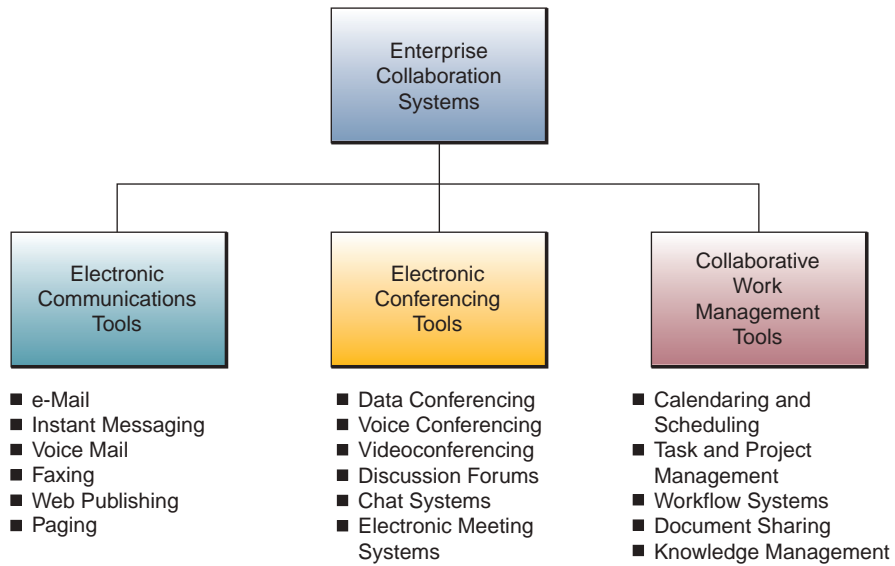 Enterprise
Collaboration
Systems
Electronic
Communications
Tools
Electronic
Conferencing
Tools
Collaborative
Work
Management
Tools
■ e-Mail
■ Instant Messaging
■ Voice Mail
■ Faxing
■ Web Publishing
■ Paging
■ Data Conferencing
■ Voice Conferencing
■ Videoconferencing
■ Discussion Forums
■ Chat Systems
■ Electronic Meeting
Systems
■ Calendaring and
Scheduling
■ Task and Project
Management
■ Workflow Systems
■ Document Sharing
■ Knowledge Management